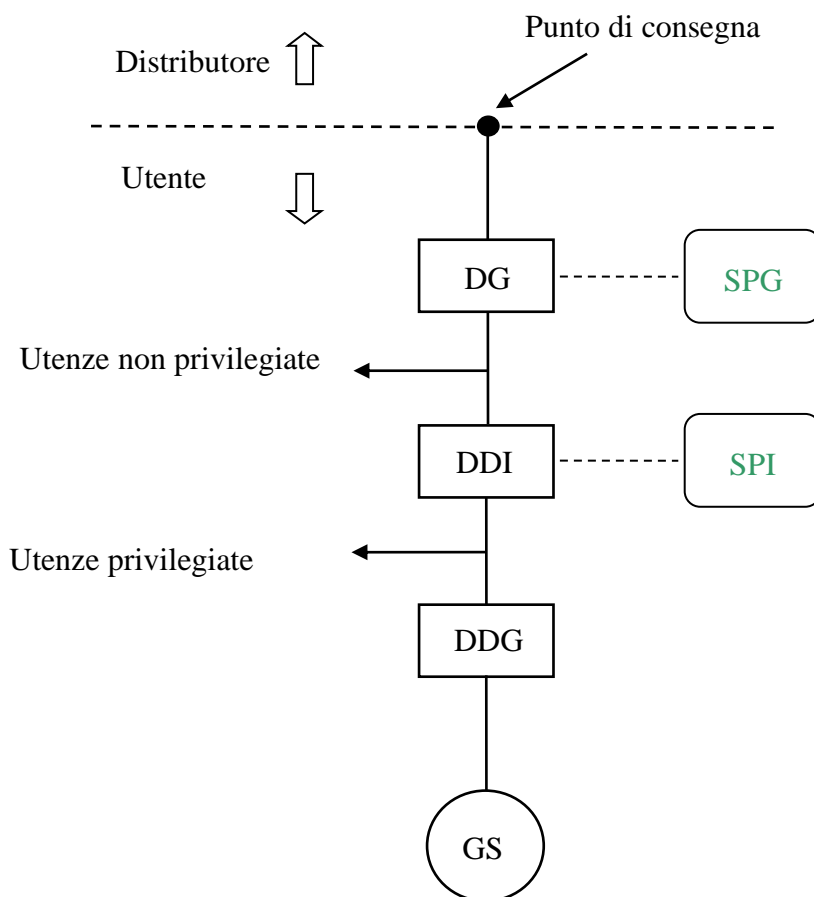 Punto di consegna
Distributore
Utente
DG
SPG
Utenze non privilegiate
DDI
SPI
Utenze privilegiate
DDG
GS